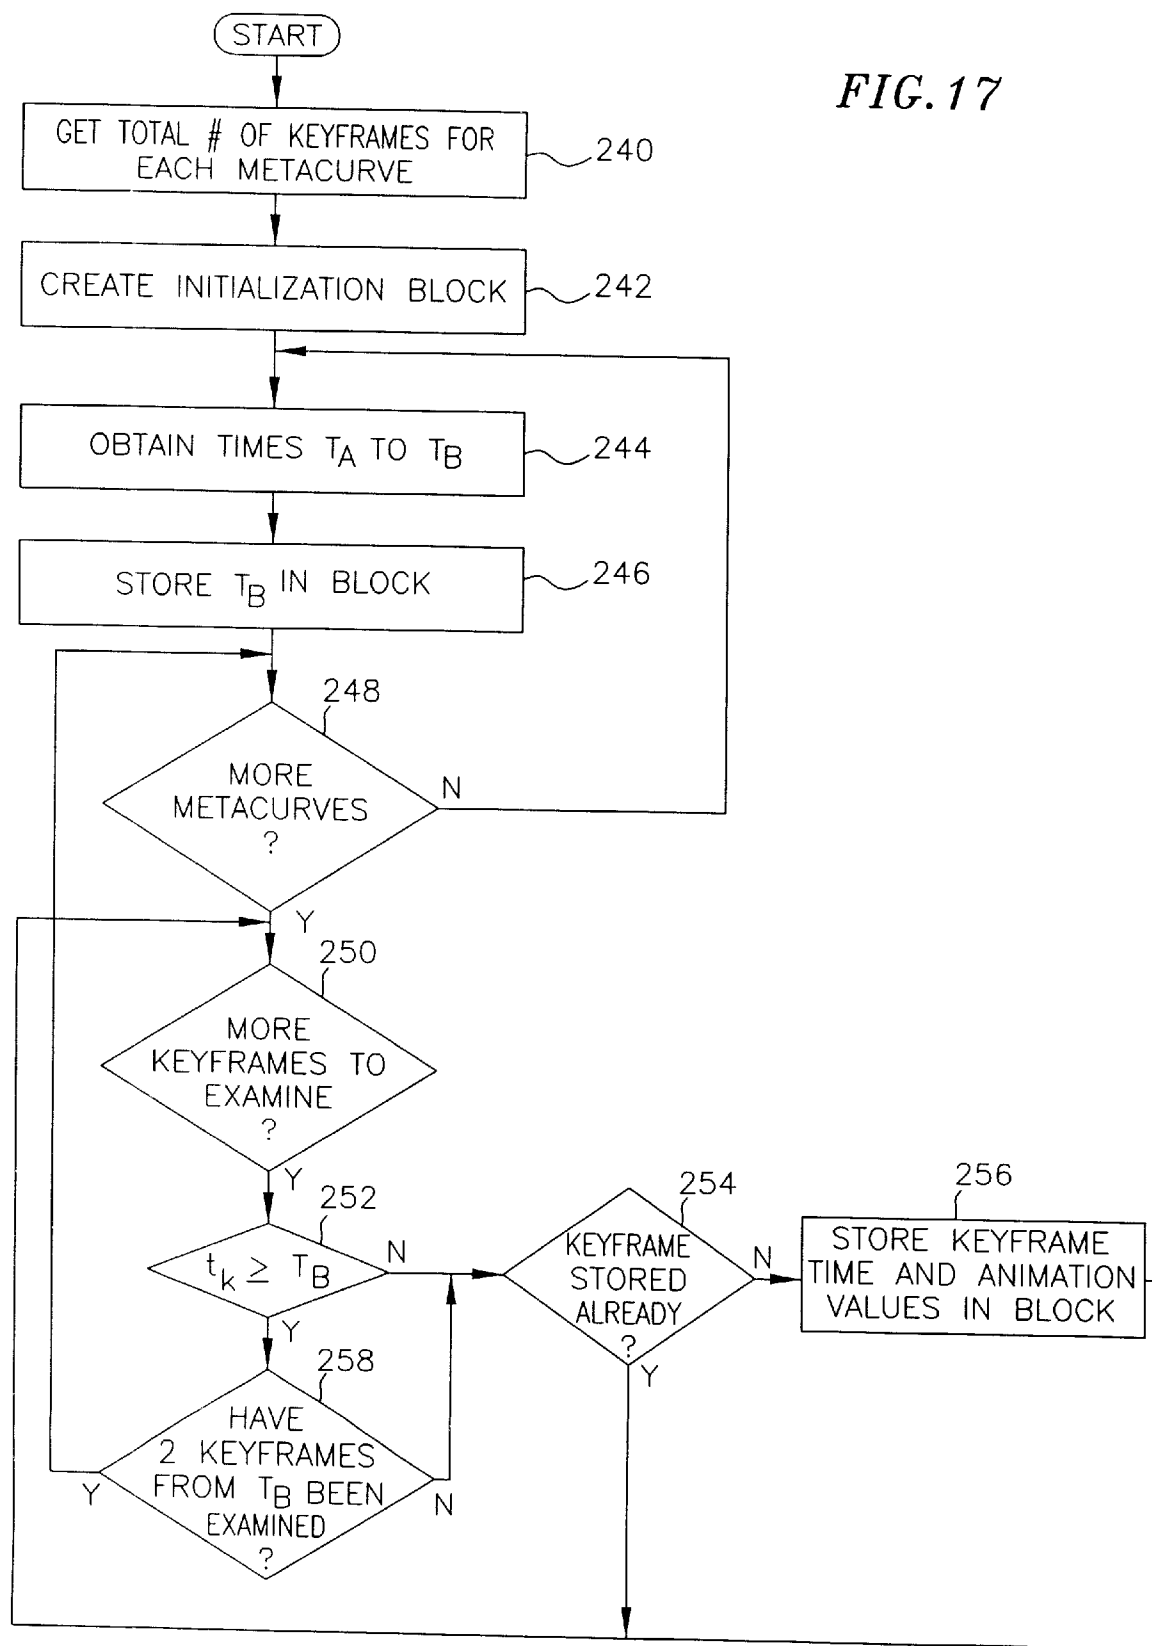 START
FIG. 17
GET TOTAL # OF KEYFRAMES FOR
EACH METACURVE
240
CREATE INITIALIZATION BLOCK
242
OBTAIN TIMES TA TO TB
244
STORE TB IN BLOCK
246
248
MORE
METACURVES
?
N
Y
250
MORE
KEYFRAMES TO
EXAMINE
?
Y
252
tk ≥ TB
N
Y
254
KEYFRAME
STORED
ALREADY
?
N
Y
256
STORE KEYFRAME
TIME AND ANIMATION
VALUES IN BLOCK
258
HAVE
2 KEYFRAMES
FROM TB BEEN
EXAMINED
?
Y
N